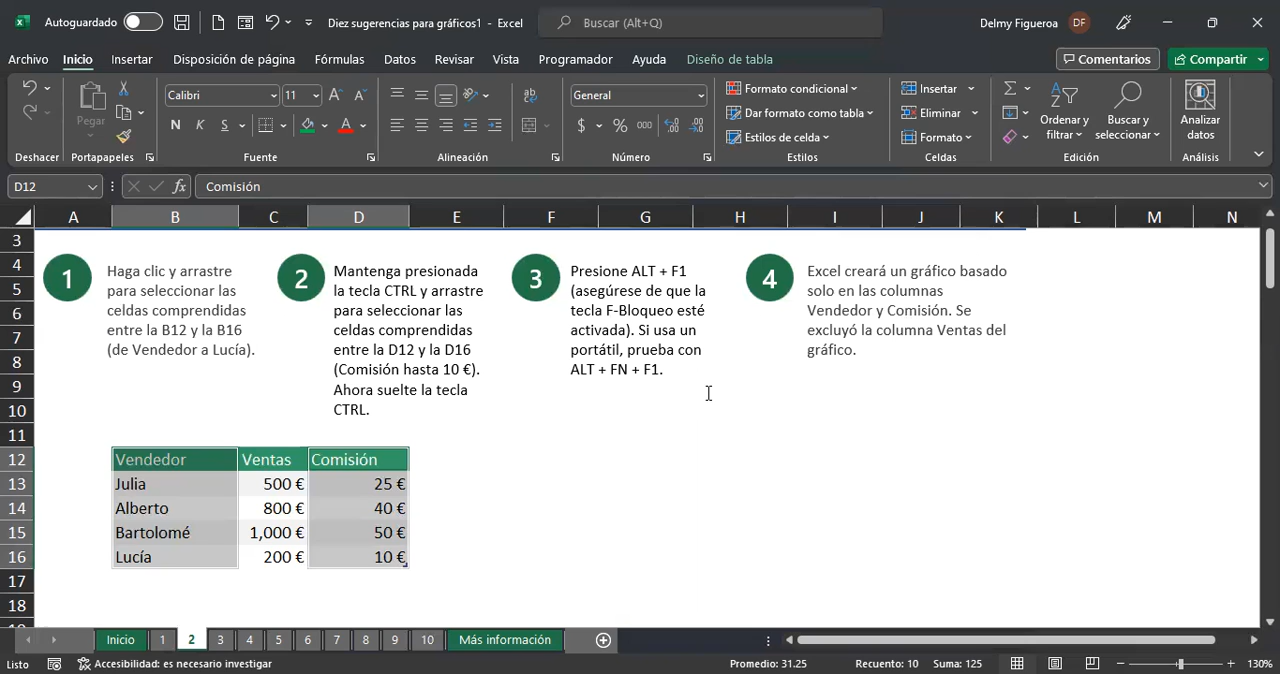 Autoguardado
Diez sugerencias para gráficos1 - Excel
Buscar (Alt+Q)
Delmy Figueroa DF
Archivo Inicio Insertar Disposición de página Fórmulas Datos Revisar Vista Programador Ayuda Diseño de tabla
Comentarios Compartir
Pegar
Calibri 11
N K S
General
$ % 000
Formato condicional
Dar formato como tabla
Estilos de celda
Insertar
Eliminar
Formato
Ordenar y filtrar
Buscar y seleccionar
Analizar datos
Deshacer Portapapeles Fuente Alineación Número Estilos Celdas Edición Análisis
D12 fx Comisión
A B C D E F G H I J K L M N
3
4
5
6
7
8
9
10
11
12
13
14
15
16
17
18
1
Haga clic y arrastre
para seleccionar las
celdas comprendidas
entre la B12 y la B16
(de Vendedor a Lucía).
2
Mantenga presionada
la tecla CTRL y arrastre
para seleccionar las
celdas comprendidas
entre la D12 y la D16
(Comisión hasta 10 €).
Ahora suelte la tecla
CTRL.
3
Presione ALT + F1
(asegúrese de que la
tecla F-Bloqueo esté
activada). Si usa un
portátil, prueba con
ALT + FN + F1.
4
Excel creará un gráfico basado
solo en las columnas
Vendedor y Comisión. Se
excluyó la columna Ventas del
gráfico.
Vendedor Ventas Comisión
Julia 500 € 25 €
Alberto 800 € 40 €
Bartolomé 1,000 € 50 €
Lucía 200 € 10 €
Inicio 1 2 3 4 5 6 7 8 9 10 Más información
Listo Accesibilidad: es necesario investigar Promedio: 31.25 Recuento: 10 Suma: 125 130%